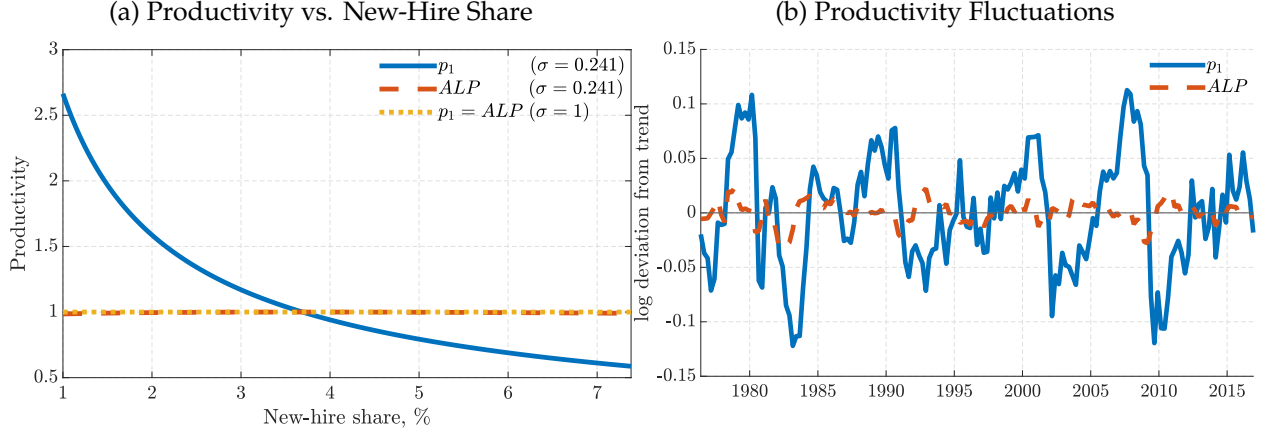 (a) Productivity vs. New-Hire Share
3
2.5
2
1.5
1
0.5
Productivity
p₁ (σ = 0.241)
ALP (σ = 0.241)
p₁ = ALP (σ = 1)
1 2 3 4 5 6 7
New-hire share, %
(b) Productivity Fluctuations
0.15
0.1
0.05
0
-0.05
-0.1
-0.15
log deviation from trend
p₁
ALP
1980 1985 1990 1995 2000 2005 2010 2015